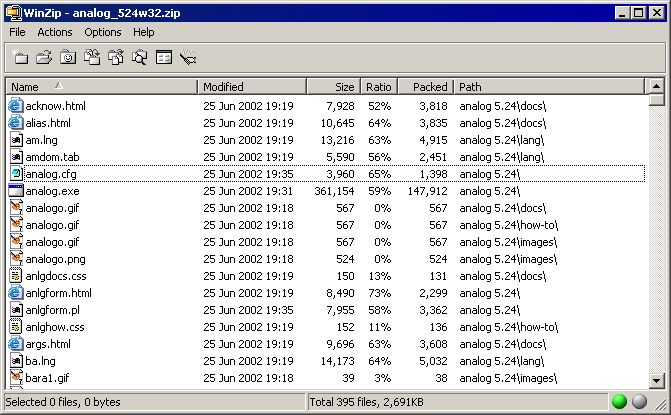 WinZip - analog_524w32.zip
File Actions Options Help
Name Modified Size Ratio Packed Path
acknow.html 25 Jun 2002 19:19 7,928 52% 3,818 analog 5.24\docs\
alias.html 25 Jun 2002 19:19 10,645 64% 3,835 analog 5.24\docs\
am.lng 25 Jun 2002 19:19 13,216 63% 4,915 analog 5.24\lang\
amdom.tab 25 Jun 2002 19:19 5,590 56% 2,451 analog 5.24\lang\
analog.cfg 25 Jun 2002 19:35 3,960 65% 1,398 analog 5.24\
analog.exe 25 Jun 2002 19:31 361,154 59% 147,912 analog 5.24\
analogo.gif 25 Jun 2002 19:18 567 0% 567 analog 5.24\docs\
analogo.gif 25 Jun 2002 19:18 567 0% 567 analog 5.24\how-to\
analogo.gif 25 Jun 2002 19:18 567 0% 567 analog 5.24\images\
analogo.png 25 Jun 2002 19:18 524 0% 524 analog 5.24\images\
anlgdocs.css 25 Jun 2002 19:19 150 13% 131 analog 5.24\docs\
anlgform.html 25 Jun 2002 19:19 8,490 73% 2,299 analog 5.24\
anlgform.pl 25 Jun 2002 19:35 7,955 58% 3,362 analog 5.24\
anlghow.css 25 Jun 2002 19:19 152 11% 136 analog 5.24\how-to\
args.html 25 Jun 2002 19:19 9,696 63% 3,608 analog 5.24\docs\
ba.lng 25 Jun 2002 19:19 14,173 64% 5,032 analog 5.24\lang\
bara1.gif 25 Jun 2002 19:18 39 3% 38 analog 5.24\images\
Selected 0 files, 0 bytes Total 395 files, 2,691KB